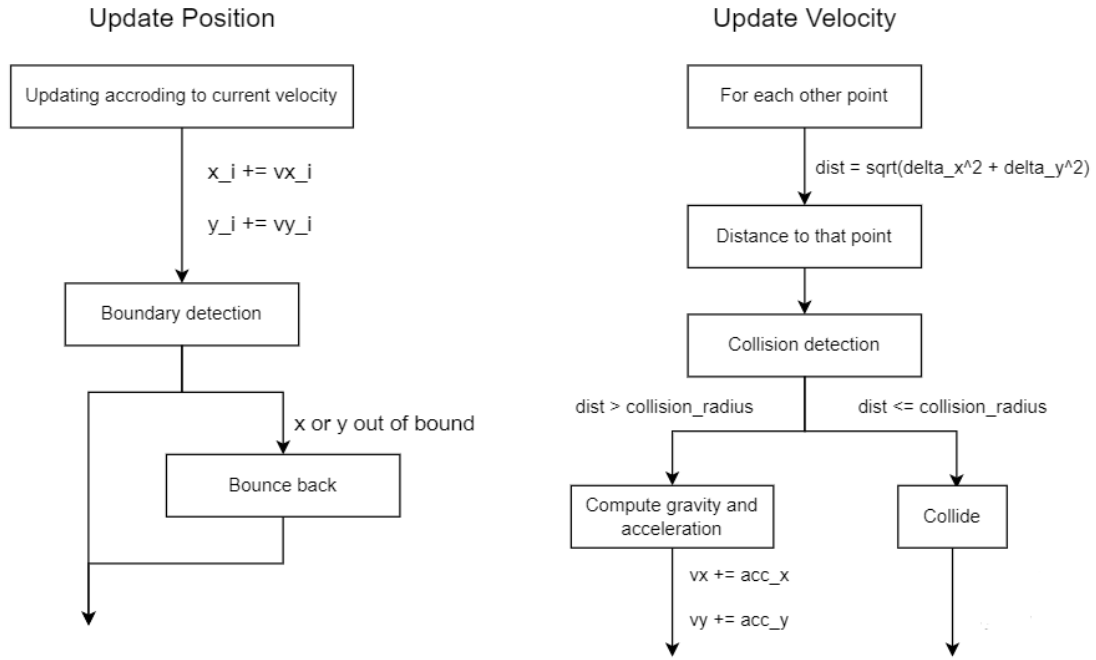 Update Position
Updating accroding to current velocity
x_i += vx_i
y_i += vy_i
Boundary detection
x or y out of bound
Bounce back
Update Velocity
For each other point
dist = sqrt(delta_x^2 + delta_y^2)
Distance to that point
Collision detection
dist > collision_radius
dist <= collision_radius
Compute gravity and
acceleration
Collide
vx += acc_x
vy += acc_y